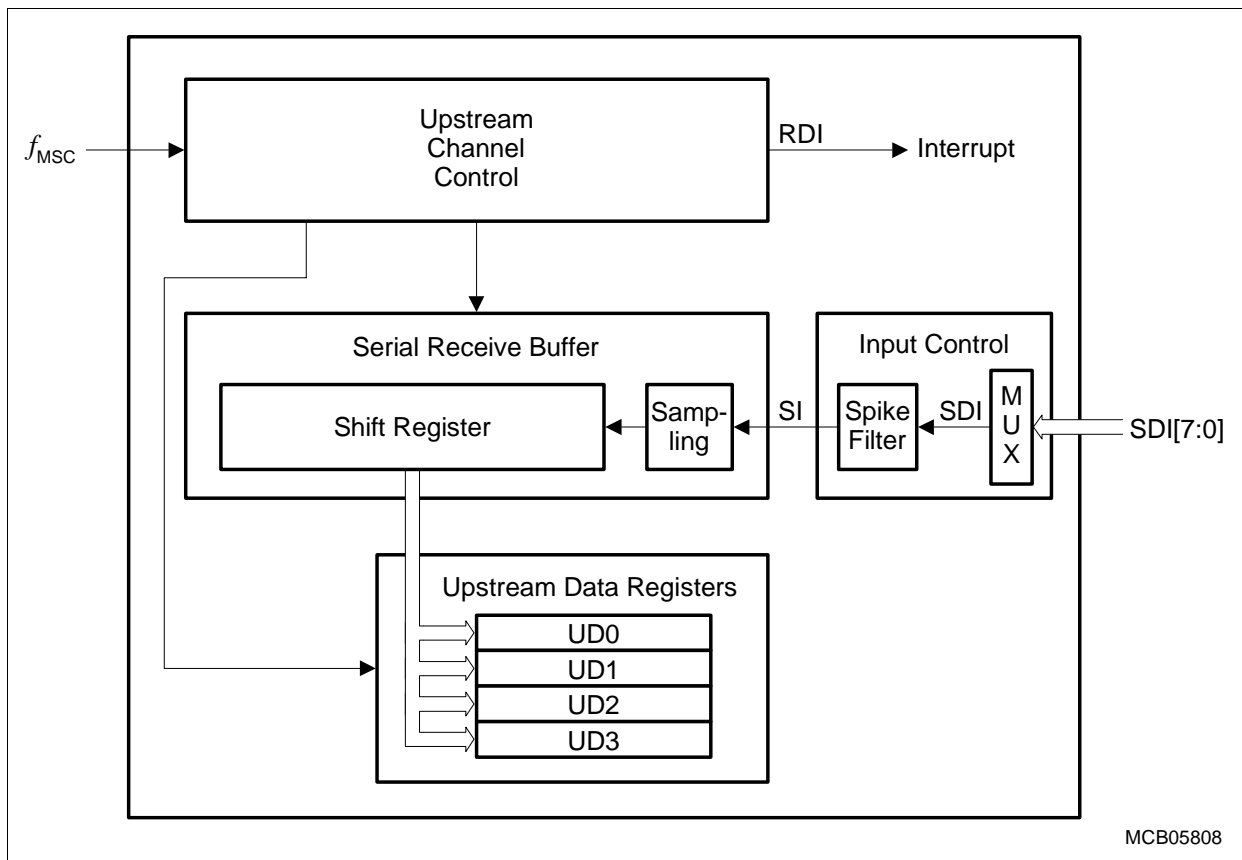 Upstream
Channel
Control
fMSC
RDI
Interrupt
Serial Receive Buffer
Input Control
Shift Register
Samp-
ling
SI
Spike
Filter
SDI
M
U
X
SDI[7:0]
Upstream Data Registers
UD0
UD1
UD2
UD3
MCB05808